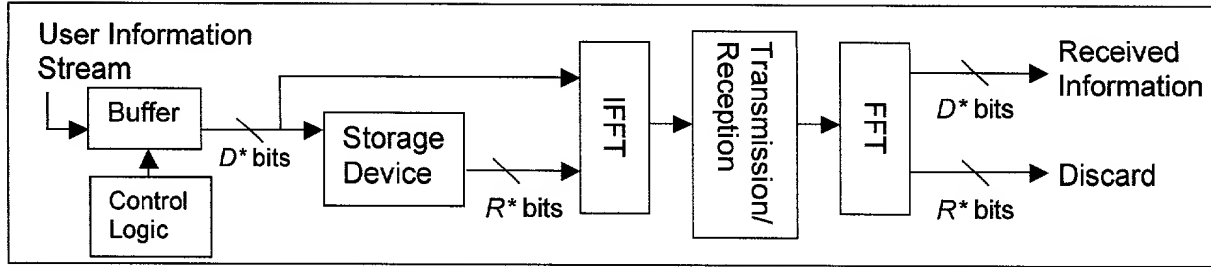 User Information
Stream
Buffer
D* bits
Control
Logic
Storage
Device
R* bits
IFFT
Transmission/
Reception
FFT
D* bits
R* bits
Received
Information
Discard